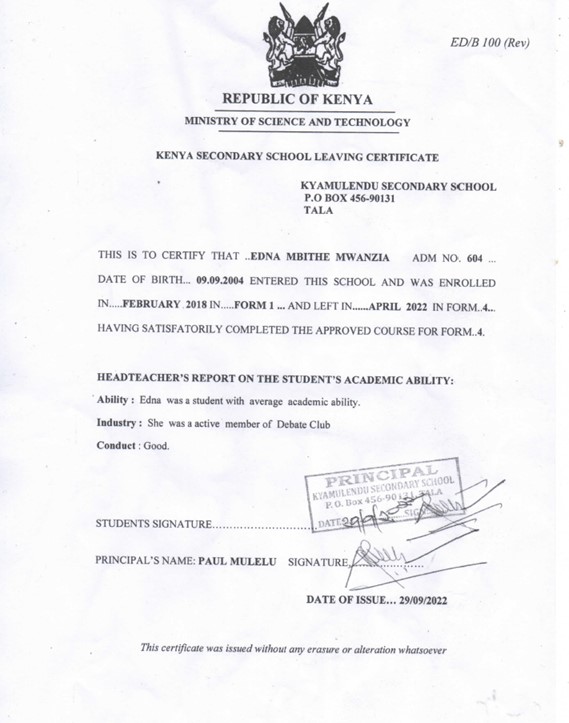 ED/B 100 (Rev)
REPUBLIC OF KENYA
MINISTRY OF SCIENCE AND TECHNOLOGY
KENYA SECONDARY SCHOOL LEAVING CERTIFICATE
KYAMULENDU SECONDARY SCHOOL
P.O BOX 456-90131
TALA
THIS IS TO CERTIFY THAT ..EDNA MBITHE MWANZIA ADM NO. 604 ...
DATE OF BIRTH... 09.09.2004 ENTERED THIS SCHOOL AND WAS ENROLLED
IN.....FEBRUARY 2018 IN.....FORM 1 ... AND LEFT IN......APRIL 2022 IN FORM..4...
HAVING SATISFATORILY COMPLETED THE APPROVED COURSE FOR FORM..4.
HEADTEACHER'S REPORT ON THE STUDENT'S ACADEMIC ABILITY:
Ability : Edna was a student with average academic ability.
Industry : She was a active member of Debate Club
Conduct : Good.
PRINCIPAL
KYAMULENDU SECONDARY SCHOOL
P. O. Box 456-90131, TALA
DATE SIGN
STUDENTS SIGNATURE............................
PRINCIPAL'S NAME: PAUL MULELU SIGNATURE..................
DATE OF ISSUE... 29/09/2022
This certificate was issued without any erasure or alteration whatsoever